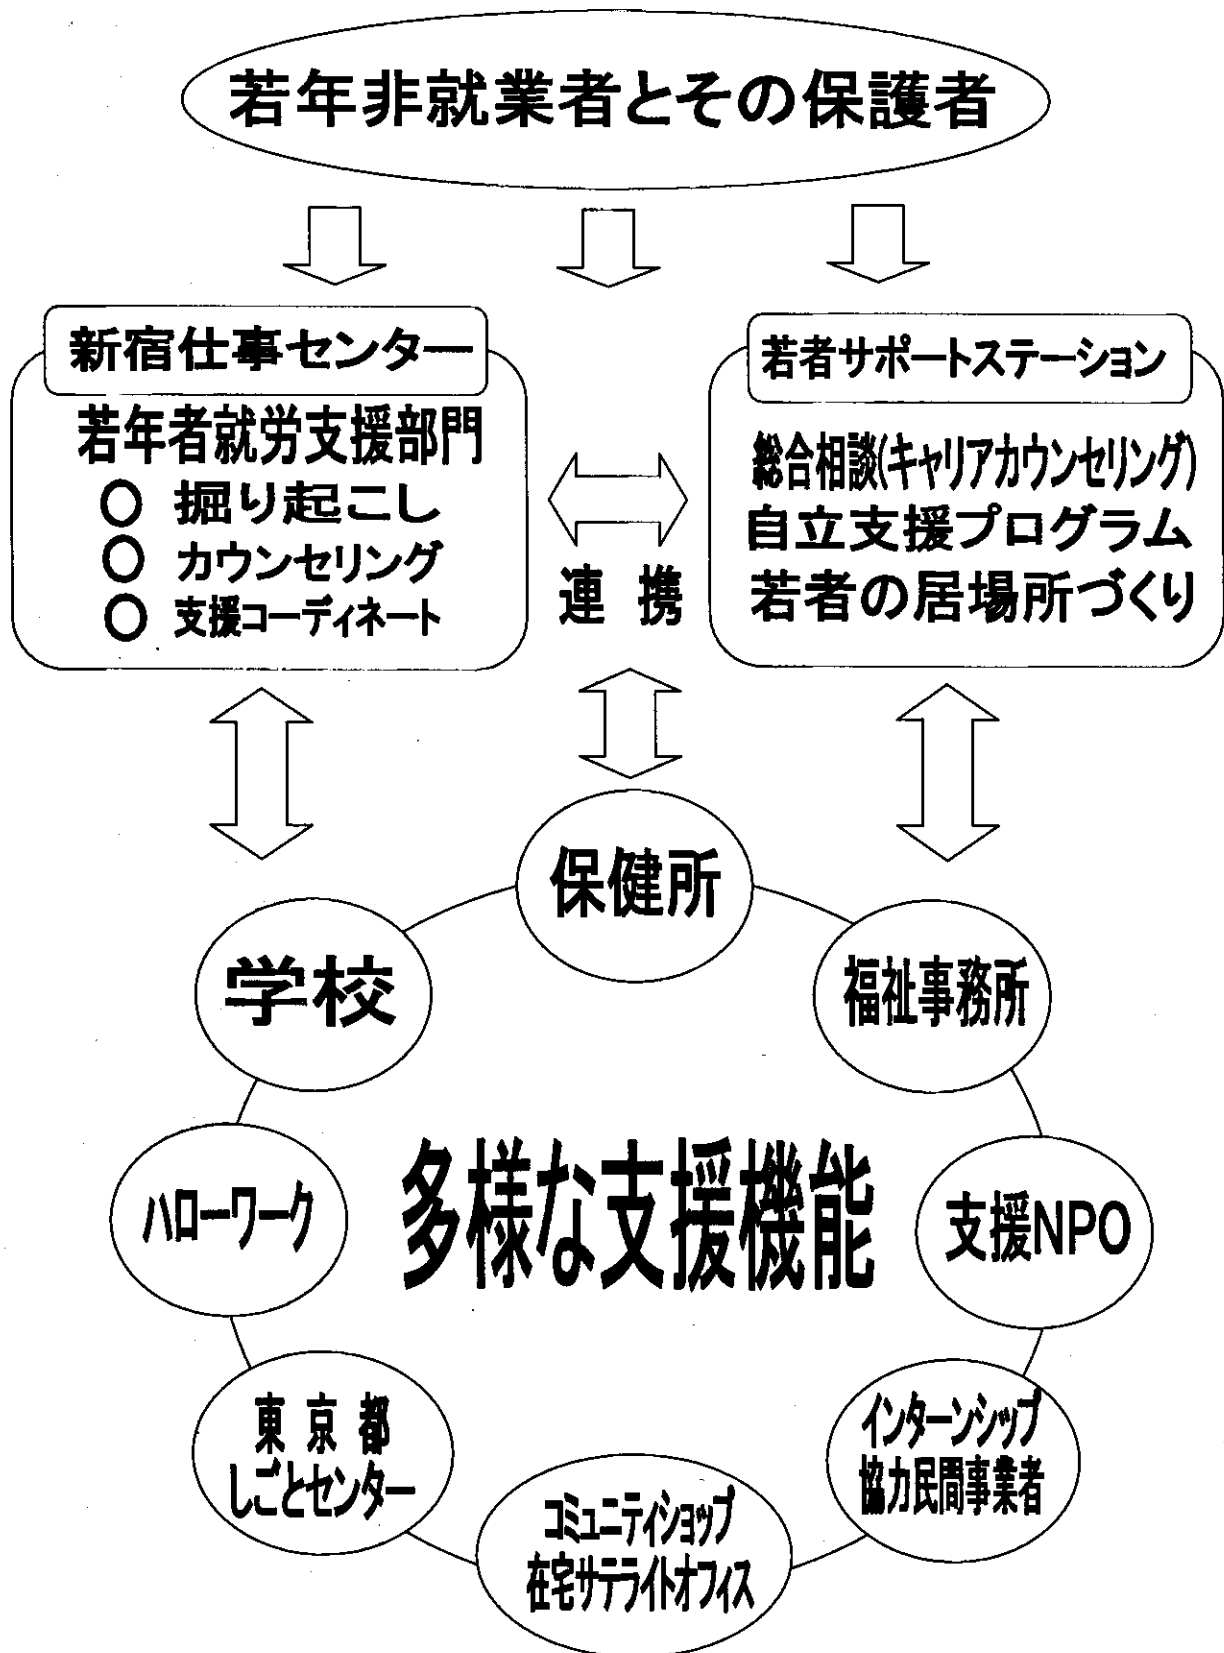 若年非就業者とその保護者
新宿仕事センター
若年者就労支援部門
○ 掘り起こし
○ カウンセリング
○ 支援コーディネート
連 携
若者サポートステーション
総合相談(キャリアカウンセリング)
自立支援プログラム
若者の居場所づくり
保健所
学校
福祉事務所
ハローワーク
多様な支援機能
支援NPO
東 京 都
しごとセンター
インターンシップ
協力民間事業者
コミュニティショップ
在宅サテライトオフィス